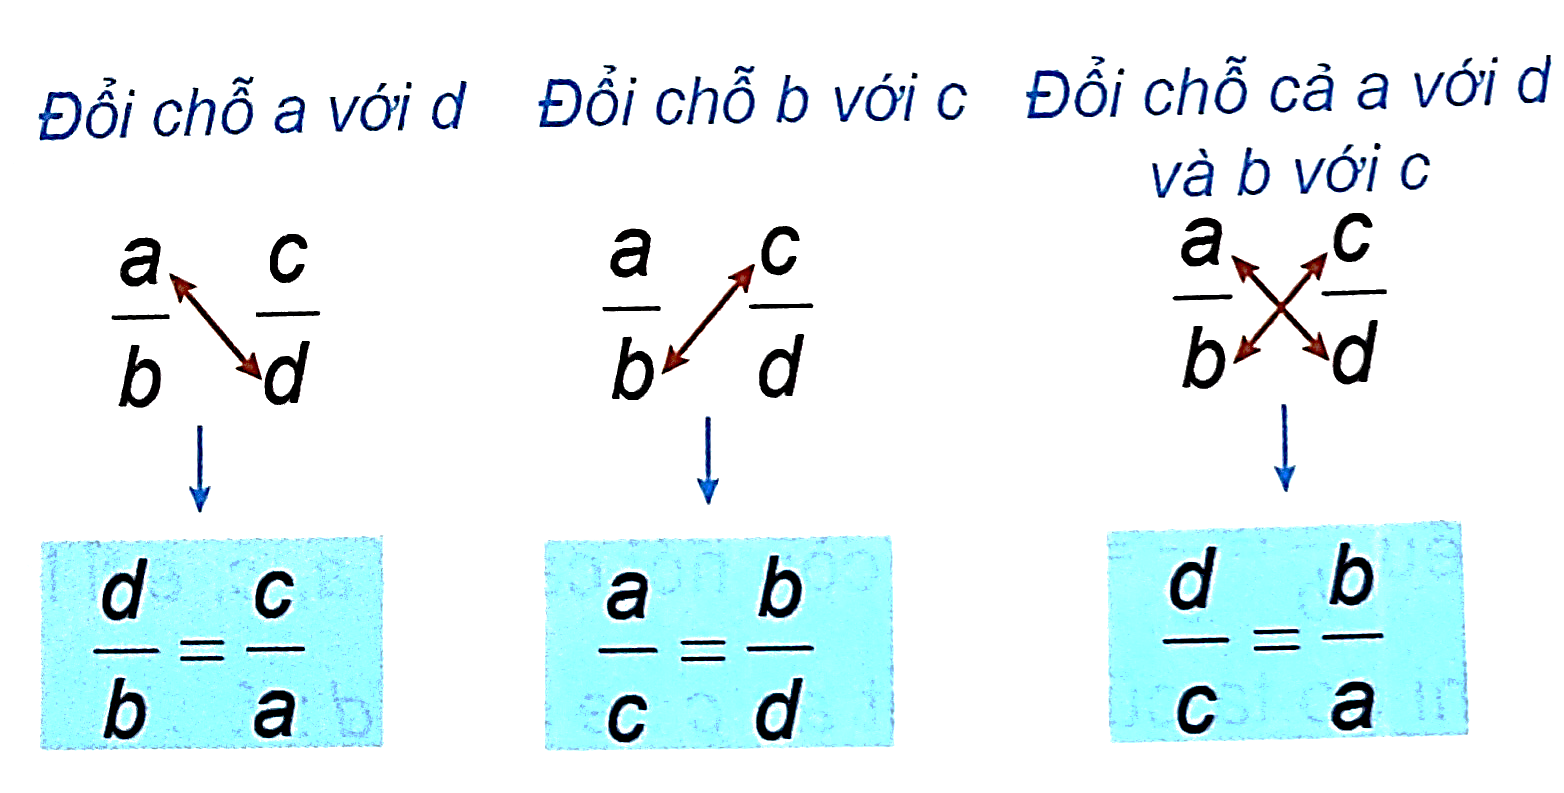 Đổi chỗ a với d
a c
b d
d = c
b a
Đổi chỗ b với c
a c
b d
a = b
c d
Đổi chỗ cả a với d
và b với c
a c
b d
d = b
c a